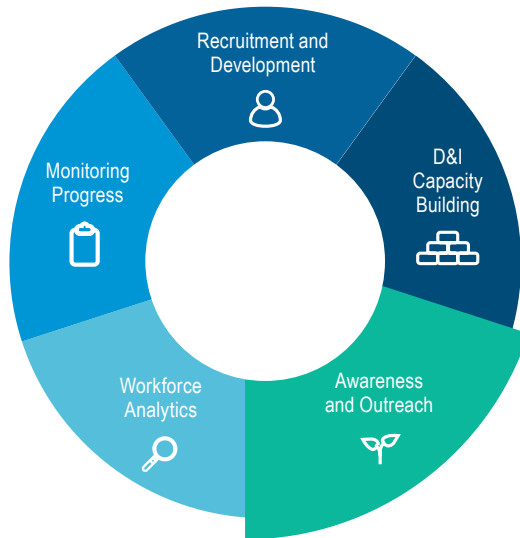 Recruitment and
Development
D&I
Capacity
Building
Awareness
and Outreach
Workforce
Analytics
Monitoring
Progress